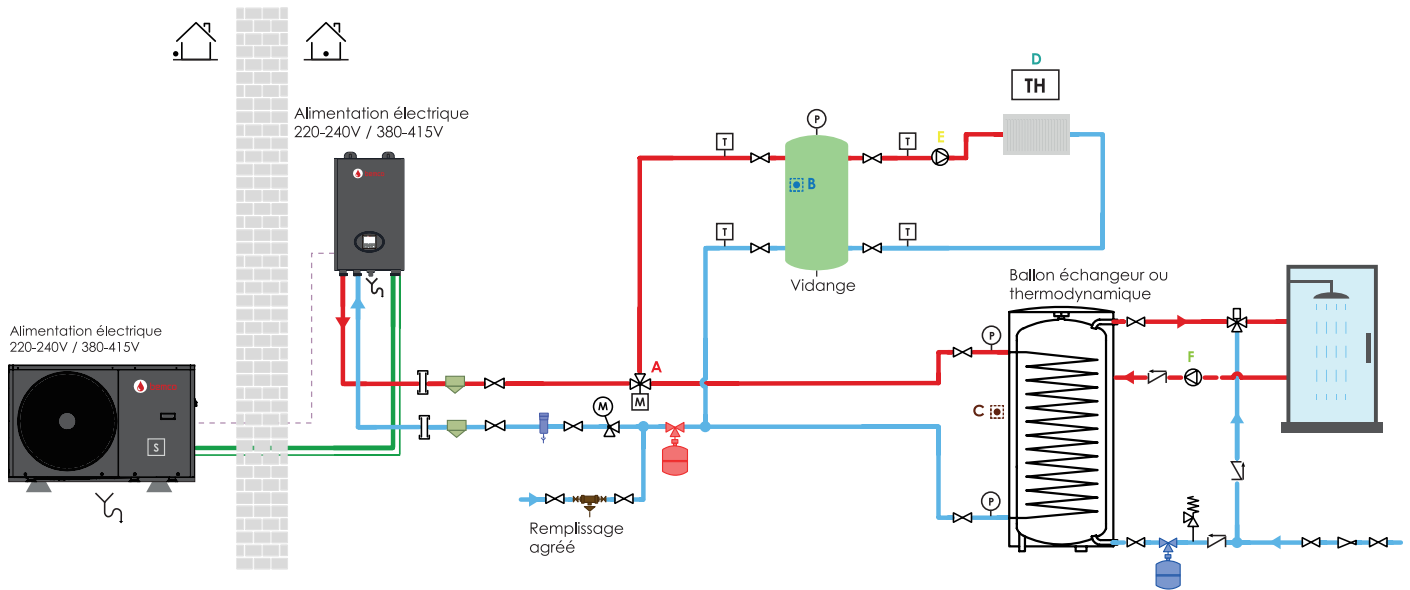 D
TH
Alimentation électrique
220-240V / 380-415V
P
T
T
E
B
T
T
Vidange
Ballon échangeur ou
thermodynamique
Alimentation électrique
220-240V / 380-415V
P
A
F
M
M
C
S
P
Remplissage
agréé